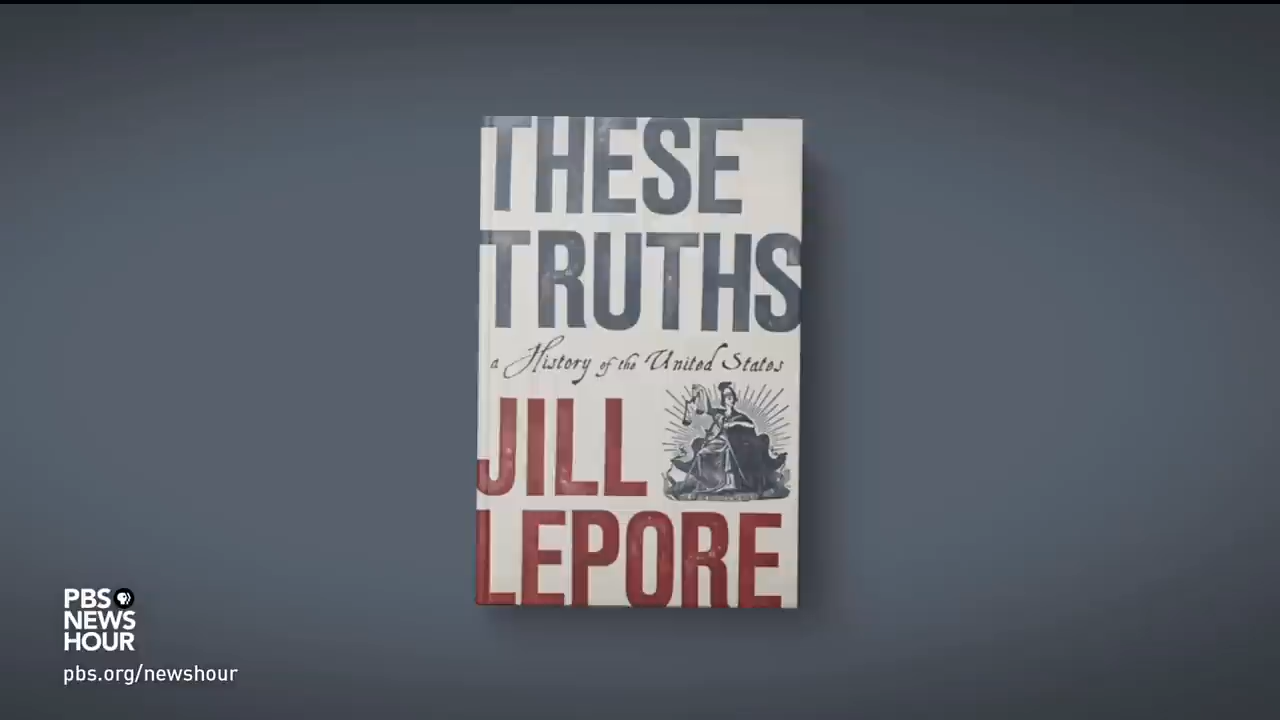 THESE
TRUTHS
a History of the United States
JILL
LEPORE
PBS
NEWS
HOUR
pbs.org/newshour